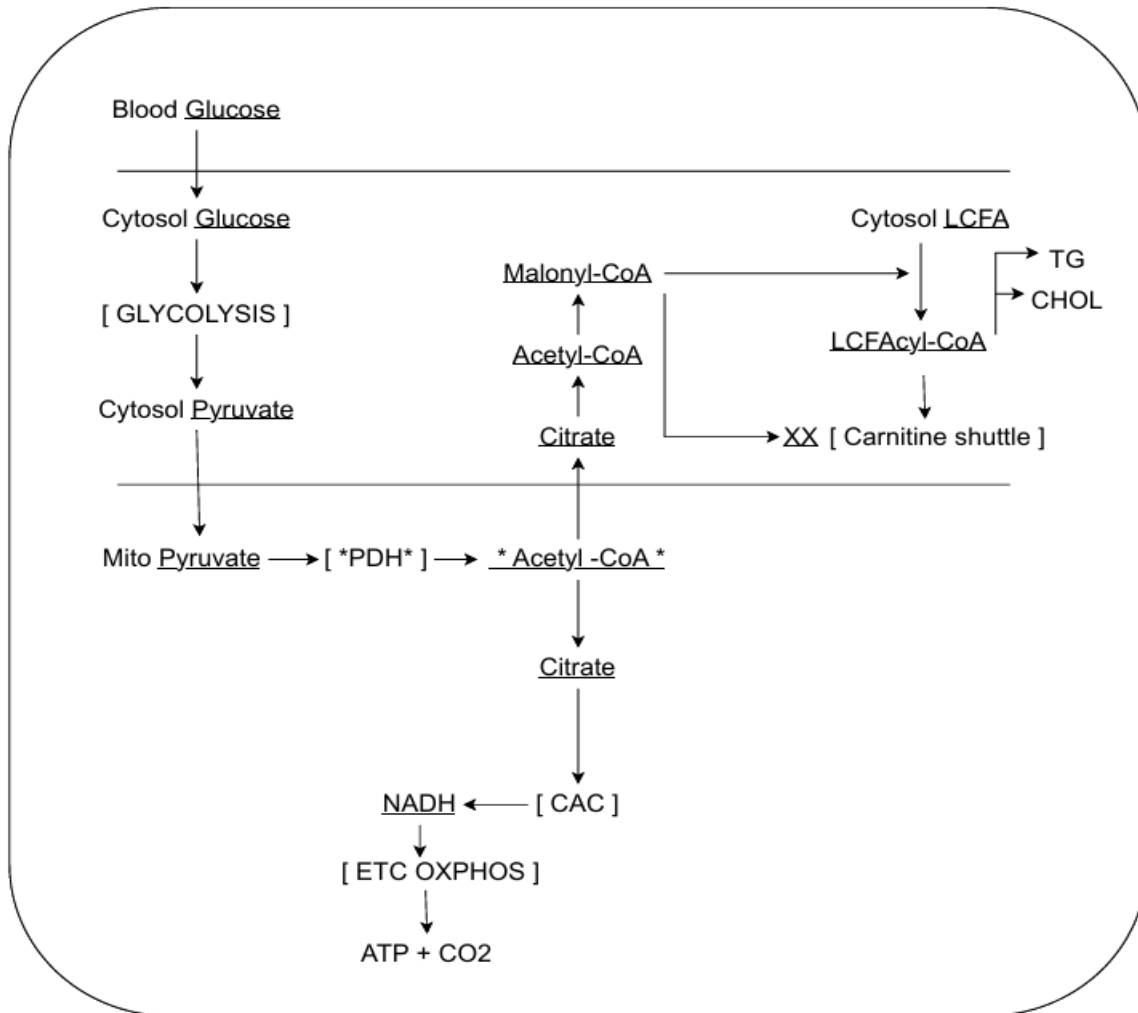 Blood Glucose
Cytosol Glucose
Cytosol LCFA
TG
Malonyl-CoA
CHOL
[ GLYCOLYSIS ]
Acetyl-CoA
LCFAcyl-CoA
Cytosol Pyruvate
Citrate
XX [ Carnitine shuttle ]
Mito Pyruvate
[ *PDH* ]
* Acetyl -CoA *
Citrate
NADH
[ CAC ]
[ ETC OXPHOS ]
ATP + CO2